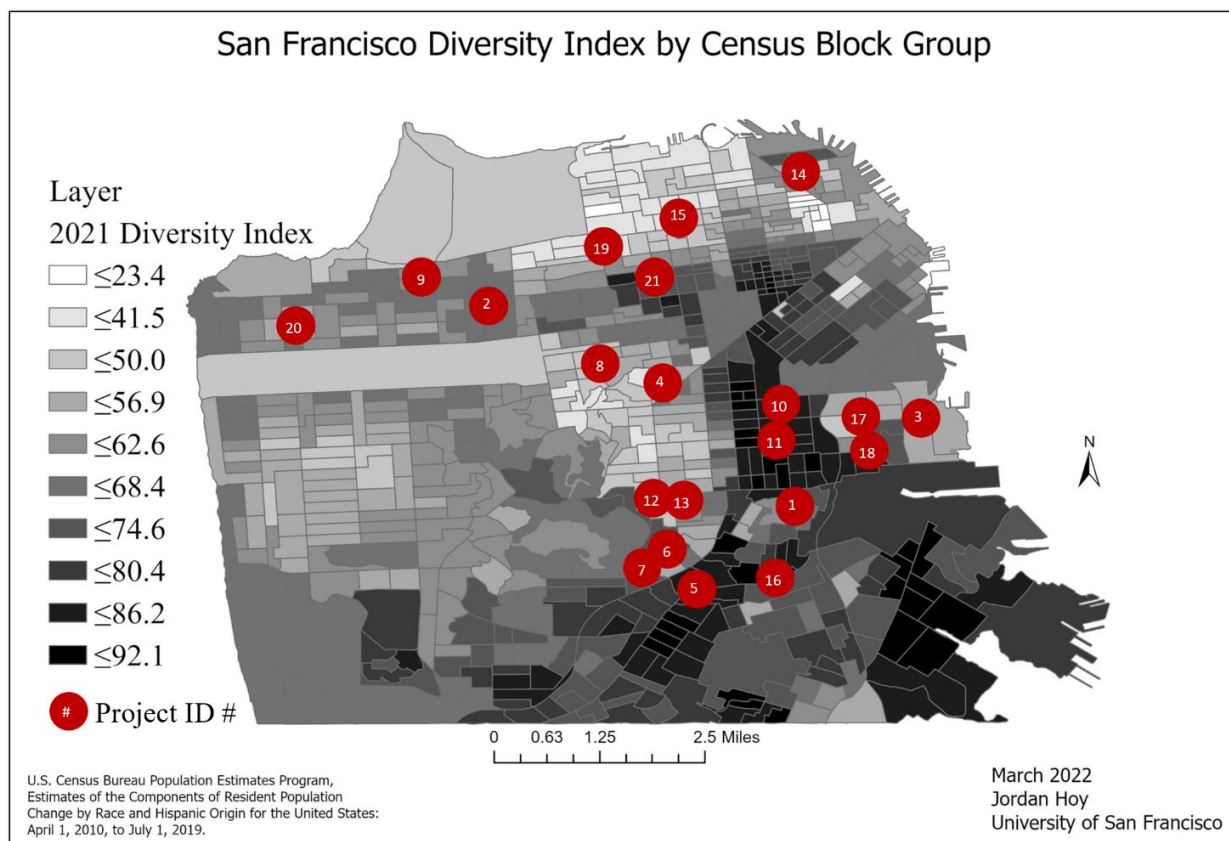 San Francisco Diversity Index by Census Block Group
Layer
2021 Diversity Index
≤23.4
≤41.5
≤50.0
≤56.9
≤62.6
≤68.4
≤74.6
≤80.4
≤86.2
≤92.1
# Project ID #
14
15
19
9
21
2
20
8
4
10
17
3
11
18
12
13
1
6
7
16
5
N
0 0.63 1.25 2.5 Miles
U.S. Census Bureau Population Estimates Program,
Estimates of the Components of Resident Population
Change by Race and Hispanic Origin for the United States:
April 1, 2010, to July 1, 2019.
March 2022
Jordan Hoy
University of San Francisco